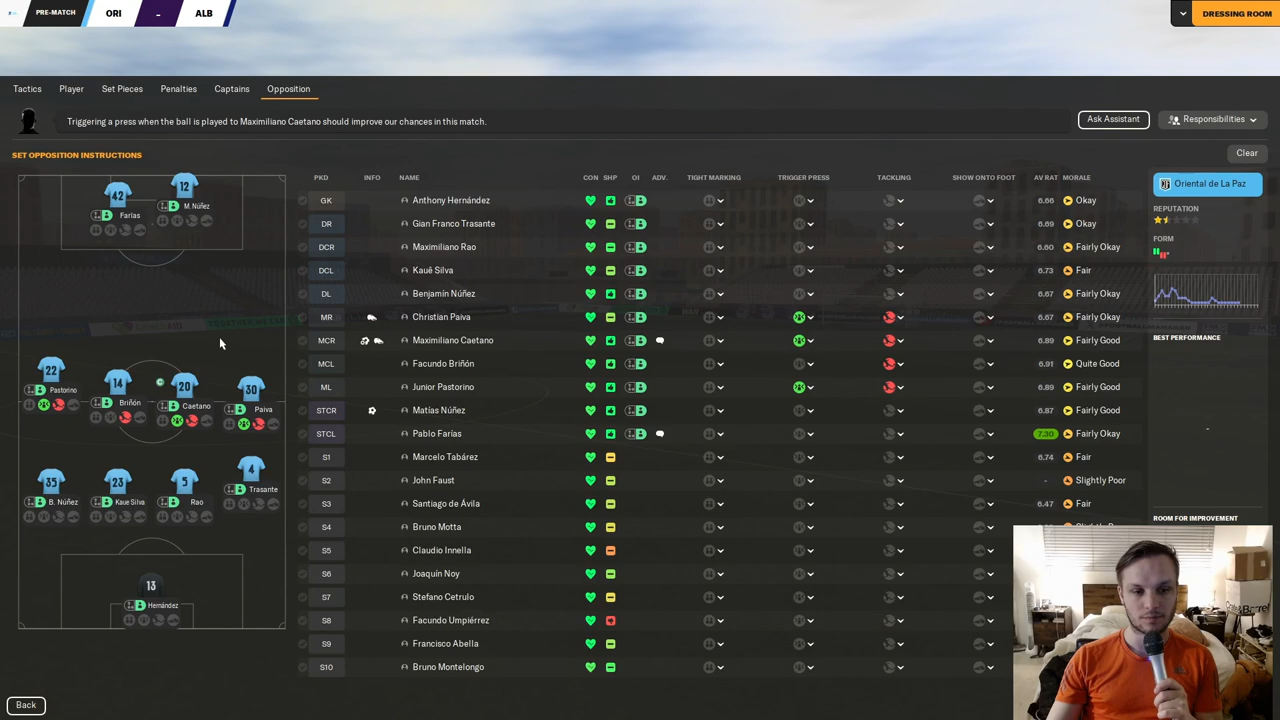 PRE-MATCH ORI - ALB DRESSING ROOM
Tactics Player Set Pieces Penalties Captains Opposition
Triggering a press when the ball is played to Maximiliano Caetano should improve our chances in this match. Ask Assistant Responsibilities
SET OPPOSITION INSTRUCTIONS Clear
PKD INFO NAME CON SHP OI ADV. TIGHT MARKING TRIGGER PRESS TACKLING SHOW ONTO FOOT AV RAT MORALE
GK Anthony Hernández 6.66 Okay
DR Gian Franco Trasante 6.69 Okay
DCR Maximiliano Rao 6.60 Fairly Okay
DCL Kauê Silva 6.73 Fair
DL Benjamín Núñez 6.67 Fairly Okay
MR Christian Paiva 6.67 Fairly Okay
MCR Maximiliano Caetano 6.89 Fairly Good
MCL Facundo Briñón 6.91 Quite Good
ML Junior Pastorino 6.89 Fairly Good
STCR Matías Núñez 6.87 Fairly Good
STCL Pablo Farías 7.30 Fairly Okay
S1 Marcelo Tabárez 6.74 Fair
S2 John Faust - Slightly Poor
S3 Santiago de Ávila 6.47 Fair
S4 Bruno Motta
S5 Claudio Innella
S6 Joaquín Noy
S7 Stefano Cetrulo
S8 Facundo Umpiérrez
S9 Francisco Abella
S10 Bruno Montelongo
42 12
Farías M. Núñez
22 14 20 30
Pastorino Briñón Caetano Paiva
35 23 5 4
B. Núñez Kaue Silva Rao Trasante
13
Hernández
Oriental de La Paz
REPUTATION
FORM
BEST PERFORMANCE
-
ROOM FOR IMPROVEMENT
Back